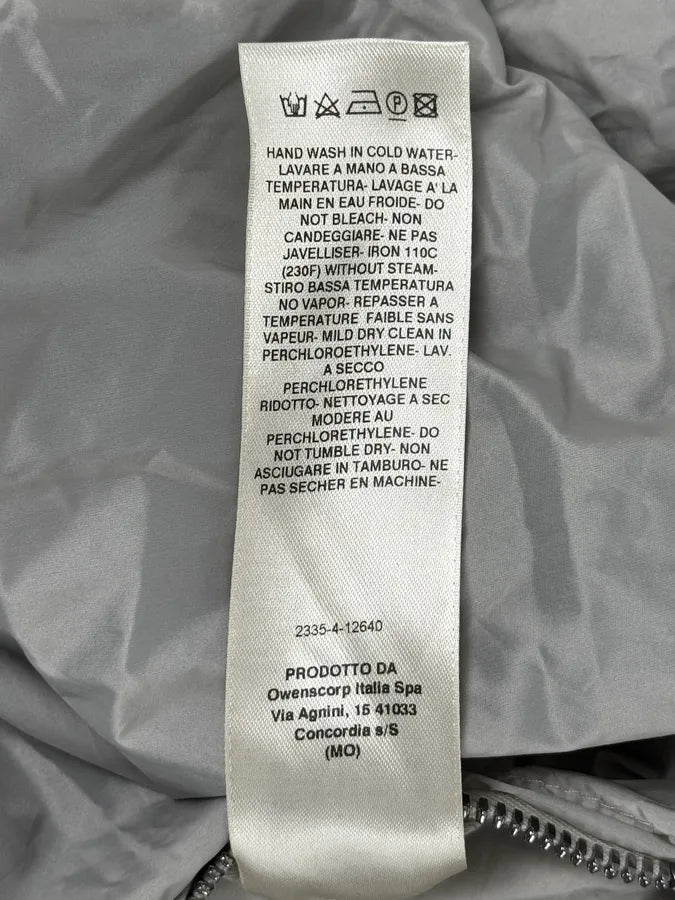 P
HAND WASH IN COLD WATER-
LAVARE A MANO A BASSA
TEMPERATURA- LAVAGE A' LA
MAIN EN EAU FROIDE- DO
NOT BLEACH- NON
CANDEGGIARE- NE PAS
JAVELLISER- IRON 110C
(230F) WITHOUT STEAM-
STIRO BASSA TEMPERATURA
NO VAPOR- REPASSER A
TEMPERATURE FAIBLE SANS
VAPEUR- MILD DRY CLEAN IN
PERCHLOROETHYLENE- LAV.
A SECCO
PERCHLORETHYLENE
RIDOTTO- NETTOYAGE A SEC
MODERE AU
PERCHLORETHYLENE- DO
NOT TUMBLE DRY- NON
ASCIUGARE IN TAMBURO- NE
PAS SECHER EN MACHINE-
2335-4-12640
PRODOTTO DA
Owenscorp Italia Spa
Via Agnini, 15 41033
Concordia s/S
(MO)